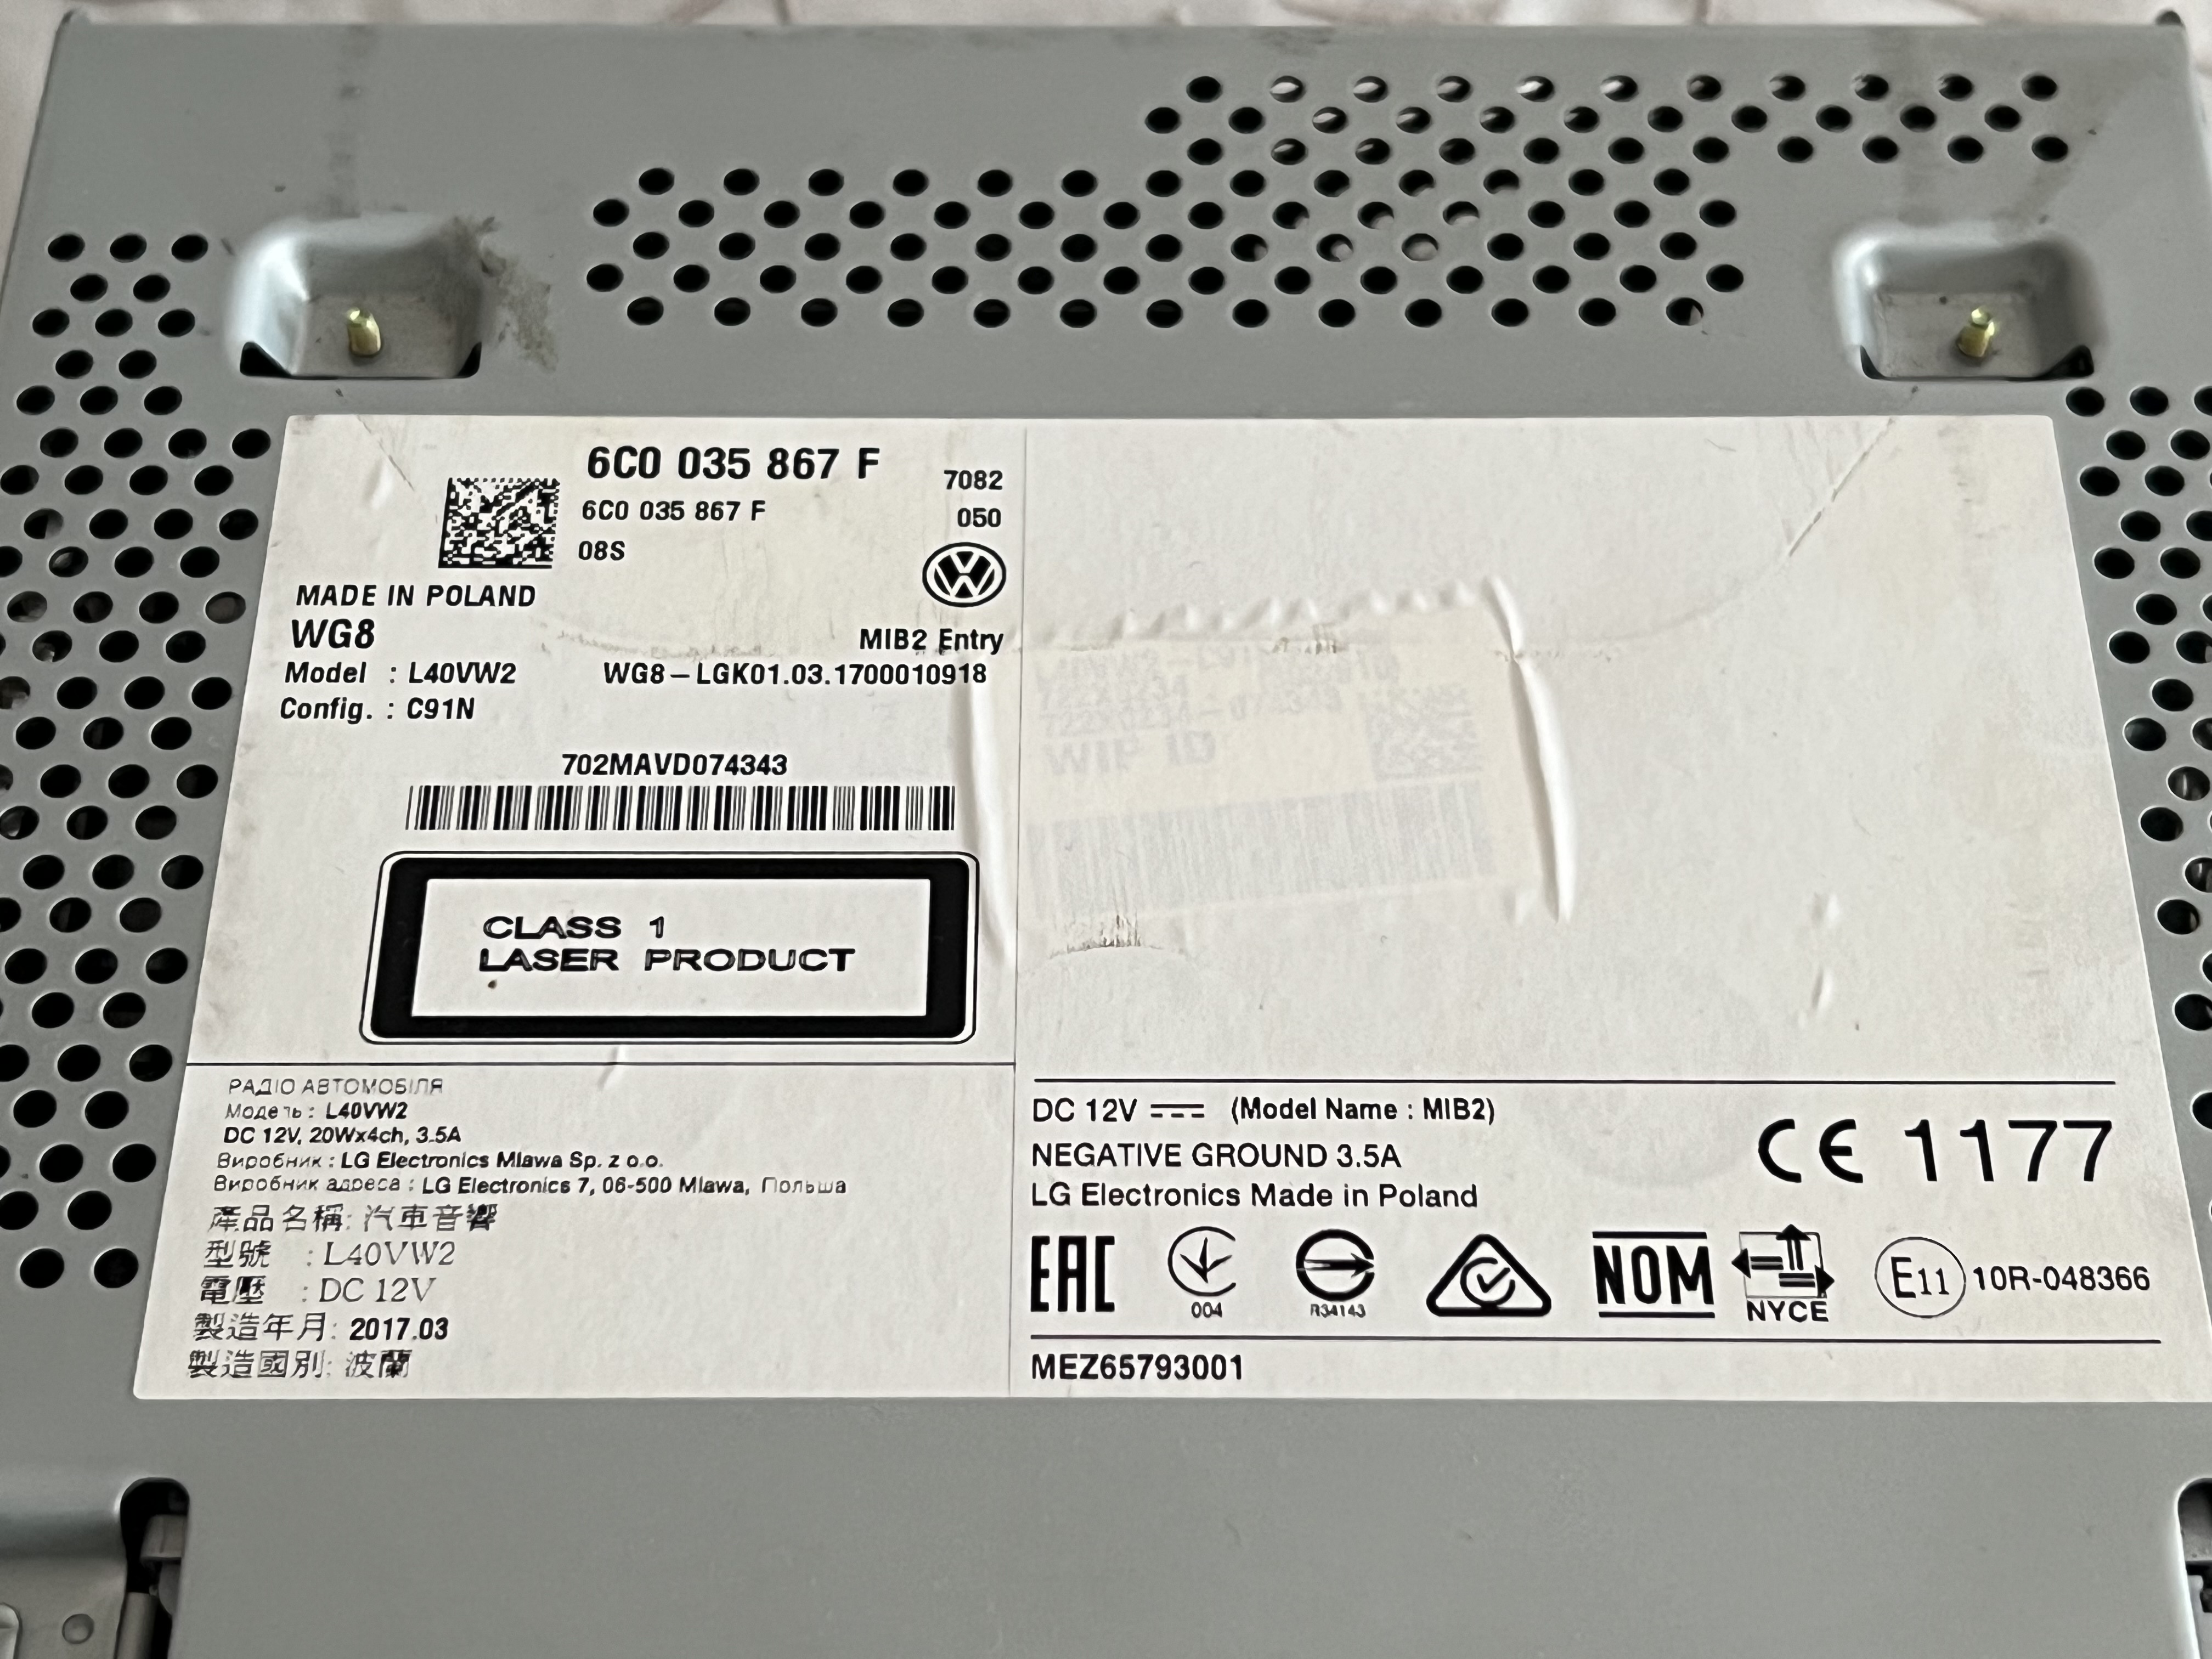 6C0 035 867 F
7082
6C0 035 867 F
050
08S
MADE IN POLAND
WG8
MIB2 Entry
Model : L40VW2
WG8-LGK01.03.1700010918
Config. : C91N
702MAVD074343
CLASS 1
LASER PRODUCT
РАДІО АВТОМОБІЛЯ
Модель : L40VW2
DC 12V, 20Wx4ch, 3.5A
Виробник : LG Electronics Mlawa Sp. z o.o.
Виробник адреса : LG Electronics 7, 06-500 Mlawa, Польша
產品名稱: 汽車音響
型號 : L40VW2
電壓 : DC 12V
製造年月: 2017.03
製造國別: 波蘭
DC 12V (Model Name : MIB2)
NEGATIVE GROUND 3.5A
LG Electronics Made in Poland
CE 1177
EAC
004
R34143
NOM
NYCE
E11 10R-048366
MEZ65793001